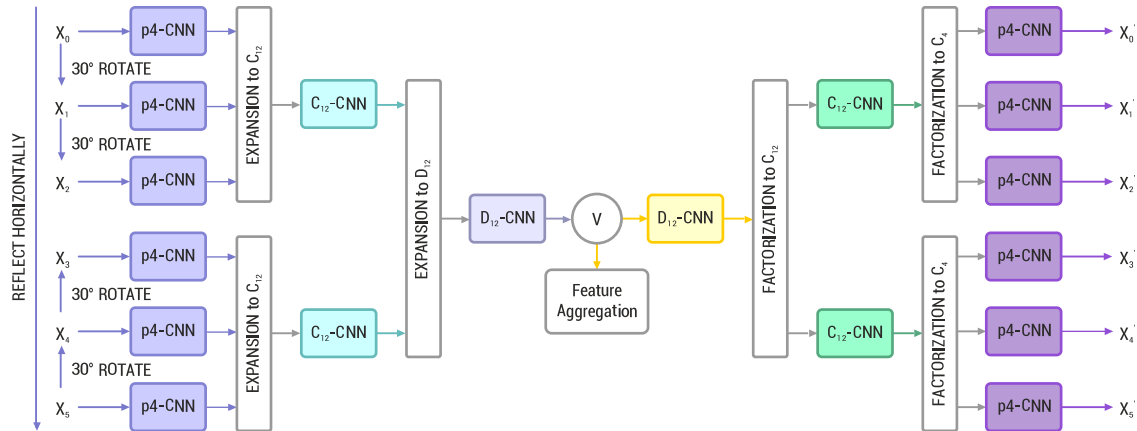 REFLECT HORIZONTALLY
X₀
30° ROTATE
X₁
30° ROTATE
X₂
X₃
30° ROTATE
X₄
30° ROTATE
X₅
p4-CNN
p4-CNN
p4-CNN
p4-CNN
p4-CNN
p4-CNN
EXPANSION to C₁₂
EXPANSION to C₁₂
C₁₂-CNN
C₁₂-CNN
EXPANSION to D₁₂
D₁₂-CNN
V
Feature
Aggregation
D₁₂-CNN
FACTORIZATION to C₁₂
C₁₂-CNN
C₁₂-CNN
FACTORIZATION to C₄
FACTORIZATION to C₄
p4-CNN
p4-CNN
p4-CNN
p4-CNN
p4-CNN
p4-CNN
X₀'
X₁'
X₂'
X₃'
X₄'
X₅'